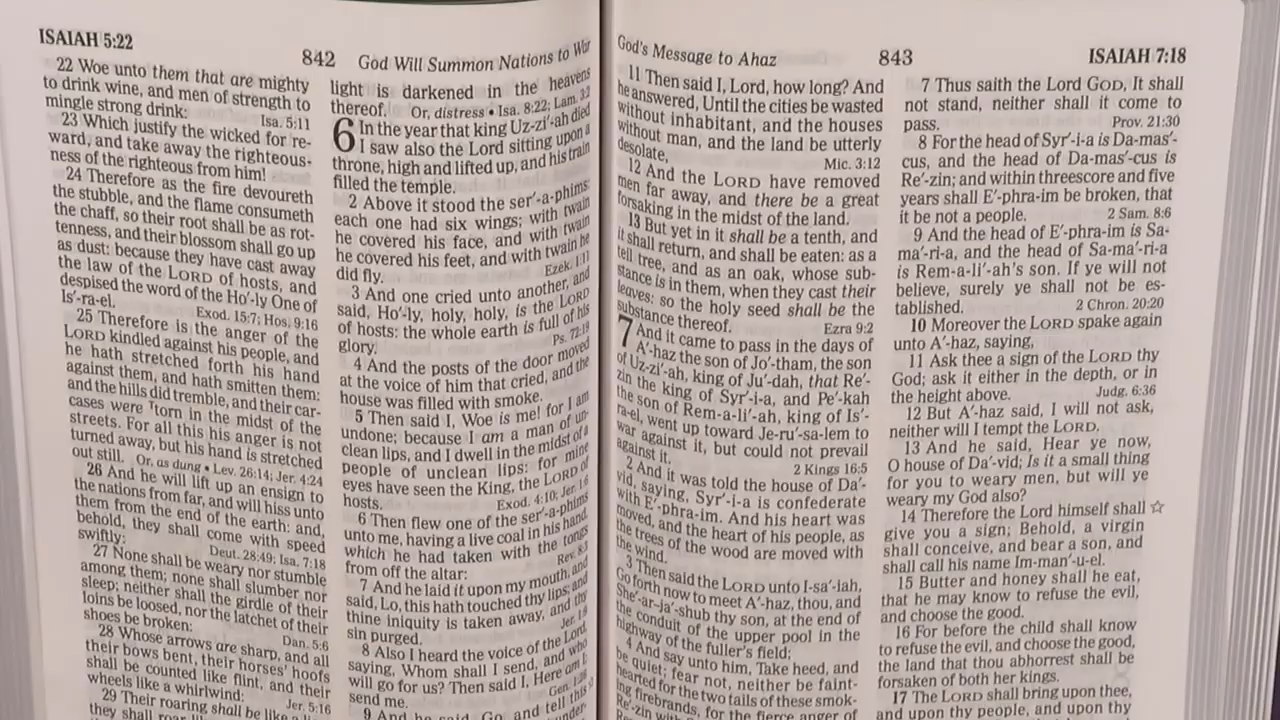 ISAIAH 5:22
842
God Will Summon Nations to War
22 Woe unto them that are mighty
to drink wine, and men of strength to
mingle strong drink:
Isa. 5:11
23 Which justify the wicked for re-
ward, and take away the righteous-
ness of the righteous from him!
24 Therefore as the fire devoureth
the stubble, and the flame consumeth
the chaff, so their root shall be as rot-
tenness, and their blossom shall go up
as dust: because they have cast away
the law of the LORD of hosts, and
despised the word of the Ho′-ly One of
Is′-ra-el.
Exod. 15:7; Hos. 9:16
25 Therefore is the anger of the
LORD kindled against his people, and
he hath stretched forth his hand
against them, and hath smitten them:
and the hills did tremble, and their car-
cases were torn in the midst of the
streets. For all this his anger is not
turned away, but his hand is stretched
out still. Or, as dung • Lev. 26:14; Jer. 4:24
26 And he will lift up an ensign to
the nations from far, and will hiss unto
them from the end of the earth: and,
behold, they shall come with speed
swiftly:
Deut. 28:49; Isa. 7:18
27 None shall be weary nor stumble
among them; none shall slumber nor
sleep; neither shall the girdle of their
loins be loosed, nor the latchet of their
shoes be broken:
Dan. 5:6
28 Whose arrows are sharp, and all
their bows bent, their horses' hoofs
shall be counted like flint, and their
wheels like a whirlwind:
Jer. 5:16
29 Their roaring shall be like a
they shall roar
light is darkened in the heavens
thereof. Or, distress • Isa. 8:22; Lam. 3:2
6 In the year that king Uz-zi′-ah died
I saw also the Lord sitting upon a
throne, high and lifted up, and his train
filled the temple.
2 Above it stood the ser′-a-phims:
each one had six wings; with twain
he covered his face, and with twain
he covered his feet, and with twain he
did fly.
Ezek. 1:11
3 And one cried unto another, and
said, Ho′-ly, holy, holy, is the LORD
of hosts: the whole earth is full of his
glory.
Ps. 72:19
4 And the posts of the door moved
at the voice of him that cried, and the
house was filled with smoke.
5 Then said I, Woe is me! for I am
undone; because I am a man of un-
clean lips, and I dwell in the midst of a
people of unclean lips: for mine
eyes have seen the King, the LORD of
hosts.
Exod. 4:10; Jer. 1:6
6 Then flew one of the ser′-a-phims
unto me, having a live coal in his hand,
which he had taken with the tongs
from off the altar:
Rev. 8:3
7 And he laid it upon my mouth, and
said, Lo, this hath touched thy lips; and
thine iniquity is taken away, and thy
sin purged.
Jer. 1:9
8 Also I heard the voice of the Lord,
saying, Whom shall I send, and who
will go for us? Then said I, Here am I;
send me.
Gen. 1:26
9 And he said, Go, and tell this
God's Message to Ahaz
843
ISAIAH 7:18
11 Then said I, Lord, how long? And
he answered, Until the cities be wasted
without inhabitant, and the houses
without man, and the land be utterly
desolate,
Mic. 3:12
12 And the LORD have removed
men far away, and there be a great
forsaking in the midst of the land.
13 But yet in it shall be a tenth, and
it shall return, and shall be eaten: as a
teil tree, and as an oak, whose sub-
stance is in them, when they cast their
leaves: so the holy seed shall be the
substance thereof.
Ezra 9:2
7 And it came to pass in the days of
A′-haz the son of Jo′-tham, the son
of Uz-zi′-ah, king of Ju′-dah, that Re′-
zin the king of Syr′-i-a, and Pe′-kah
the son of Rem-a-li′-ah, king of Is′-
ra-el, went up toward Je-ru′-sa-lem to
war against it, but could not prevail
against it.
2 Kings 16:5
2 And it was told the house of Da′-
vid, saying, Syr′-i-a is confederate
with E′-phra-im. And his heart was
moved, and the heart of his people, as
the trees of the wood are moved with
the wind.
3 Then said the LORD unto I-sa′-iah,
Go forth now to meet A′-haz, thou, and
She′-ar-ja′-shub thy son, at the end of
the conduit of the upper pool in the
highway of the fuller's field;
4 And say unto him, Take heed, and
be quiet; fear not, neither be faint-
hearted for the two tails of these smok-
ing firebrands, for the fierce anger of
Re′-zin with
7 Thus saith the Lord GOD, It shall
not stand, neither shall it come to
pass.
Prov. 21:30
8 For the head of Syr′-i-a is Da-mas′-
cus, and the head of Da-mas′-cus is
Re′-zin; and within threescore and five
years shall E′-phra-im be broken, that
it be not a people.
2 Sam. 8:6
9 And the head of E′-phra-im is Sa-
ma′-ri-a, and the head of Sa-ma′-ri-a
is Rem-a-li′-ah's son. If ye will not
believe, surely ye shall not be es-
tablished.
2 Chron. 20:20
10 Moreover the LORD spake again
unto A′-haz, saying,
11 Ask thee a sign of the LORD thy
God; ask it either in the depth, or in
the height above.
Judg. 6:36
12 But A′-haz said, I will not ask,
neither will I tempt the LORD.
13 And he said, Hear ye now,
O house of Da′-vid; Is it a small thing
for you to weary men, but will ye
weary my God also?
14 Therefore the Lord himself shall ☆
give you a sign; Behold, a virgin
shall conceive, and bear a son, and
shall call his name Im-man′-u-el.
15 Butter and honey shall he eat,
that he may know to refuse the evil,
and choose the good.
16 For before the child shall know
to refuse the evil, and choose the good,
the land that thou abhorrest shall be
forsaken of both her kings.
17 The LORD shall bring upon thee,
and upon thy people, and upon thy